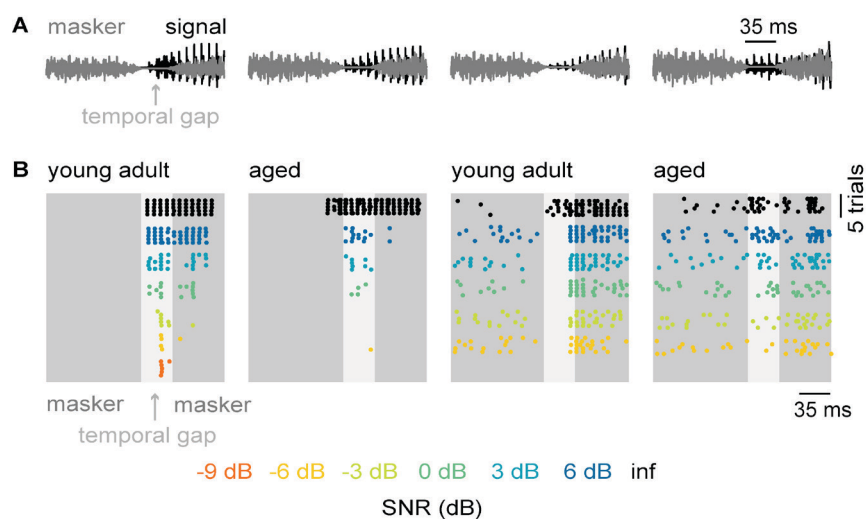 A
masker signal
35 ms
temporal gap
B
young adult aged young adult aged
5 trials
masker masker
35 ms
temporal gap
-9 dB -6 dB -3 dB 0 dB 3 dB 6 dB inf
SNR (dB)